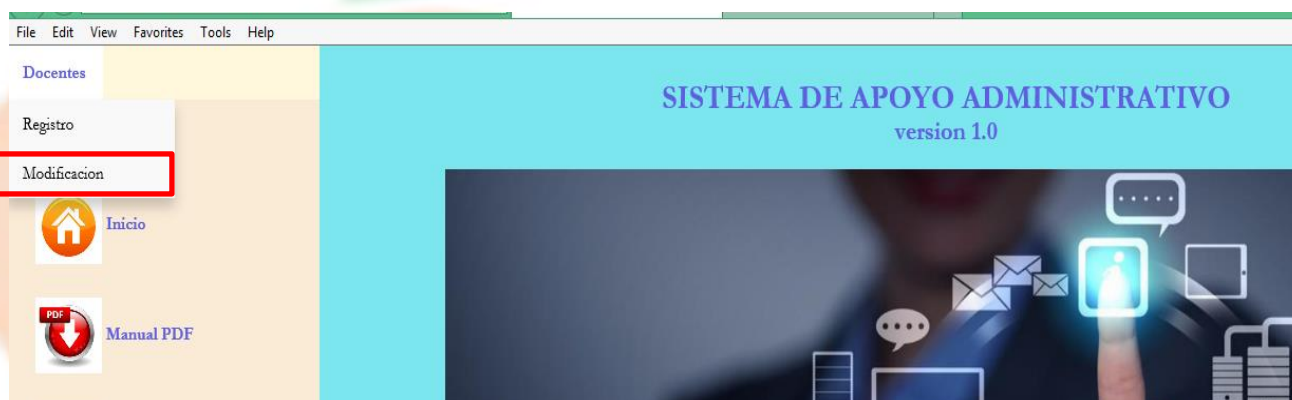 File Edit View Favorites Tools Help
Docentes
SISTEMA DE APOYO ADMINISTRATIVO
version 1.0
Registro
Modificacion
Inicio
PDF
Manual PDF